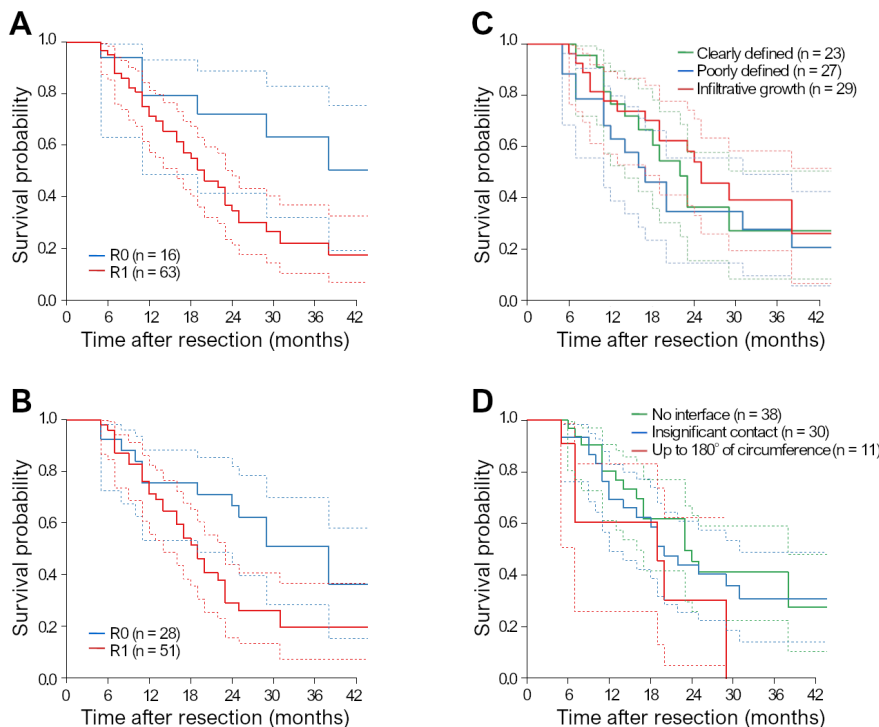 A
Survival probability
1.0
0.8
0.6
0.4
0.2
0.0
R0 (n = 16)
R1 (n = 63)
0 6 12 18 24 30 36 42
Time after resection (months)
C
Survival probability
1.0
0.8
0.6
0.4
0.2
0.0
Clearly defined (n = 23)
Poorly defined (n = 27)
Infiltrative growth (n = 29)
0 6 12 18 24 30 36 42
Time after resection (months)
B
Survival probability
1.0
0.8
0.6
0.4
0.2
0.0
R0 (n = 28)
R1 (n = 51)
0 6 12 18 24 30 36 42
Time after resection (months)
D
Survival probability
1.0
0.8
0.6
0.4
0.2
0.0
No interface (n = 38)
Insignificant contact (n = 30)
Up to 180° of circumference (n = 11)
0 6 12 18 24 30 36 42
Time after resection (months)